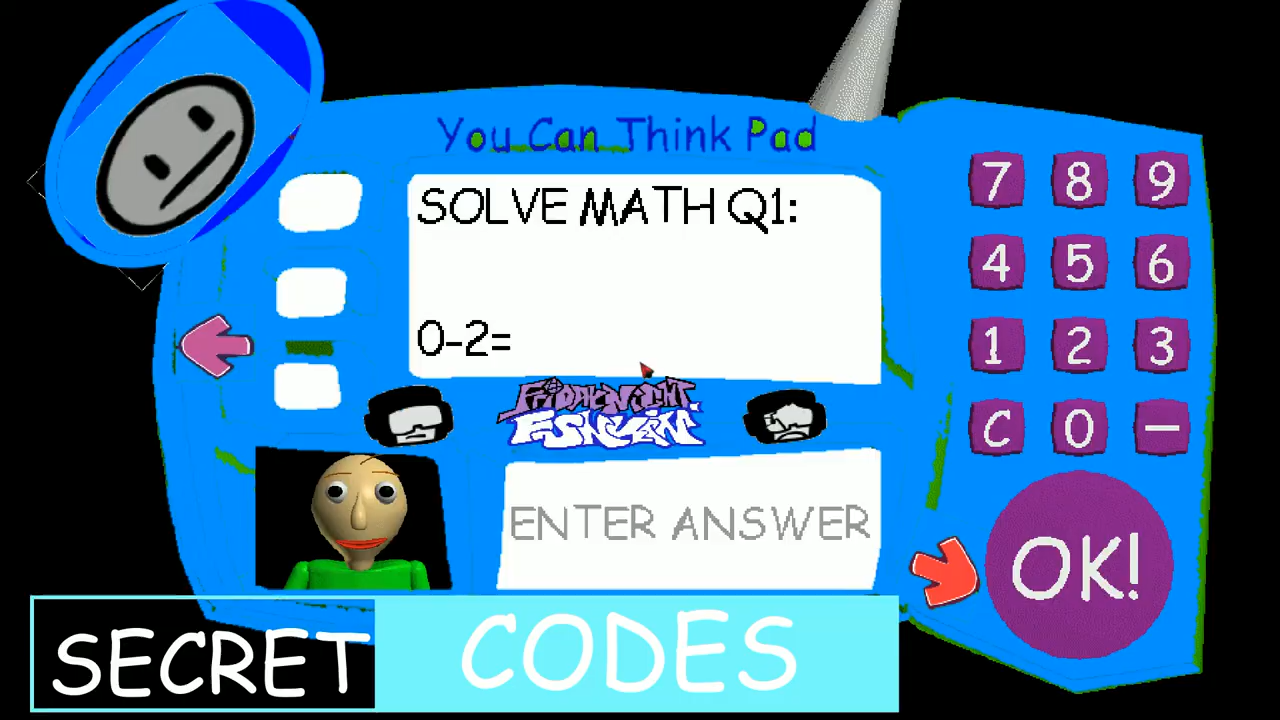 You Can Think Pad
SOLVE MATH Q1:
0-2=
7 8 9
4 5 6
1 2 3
C 0 —
FRIDAY NIGHT
FSNKIN
ENTER ANSWER
OK!
SECRET CODES